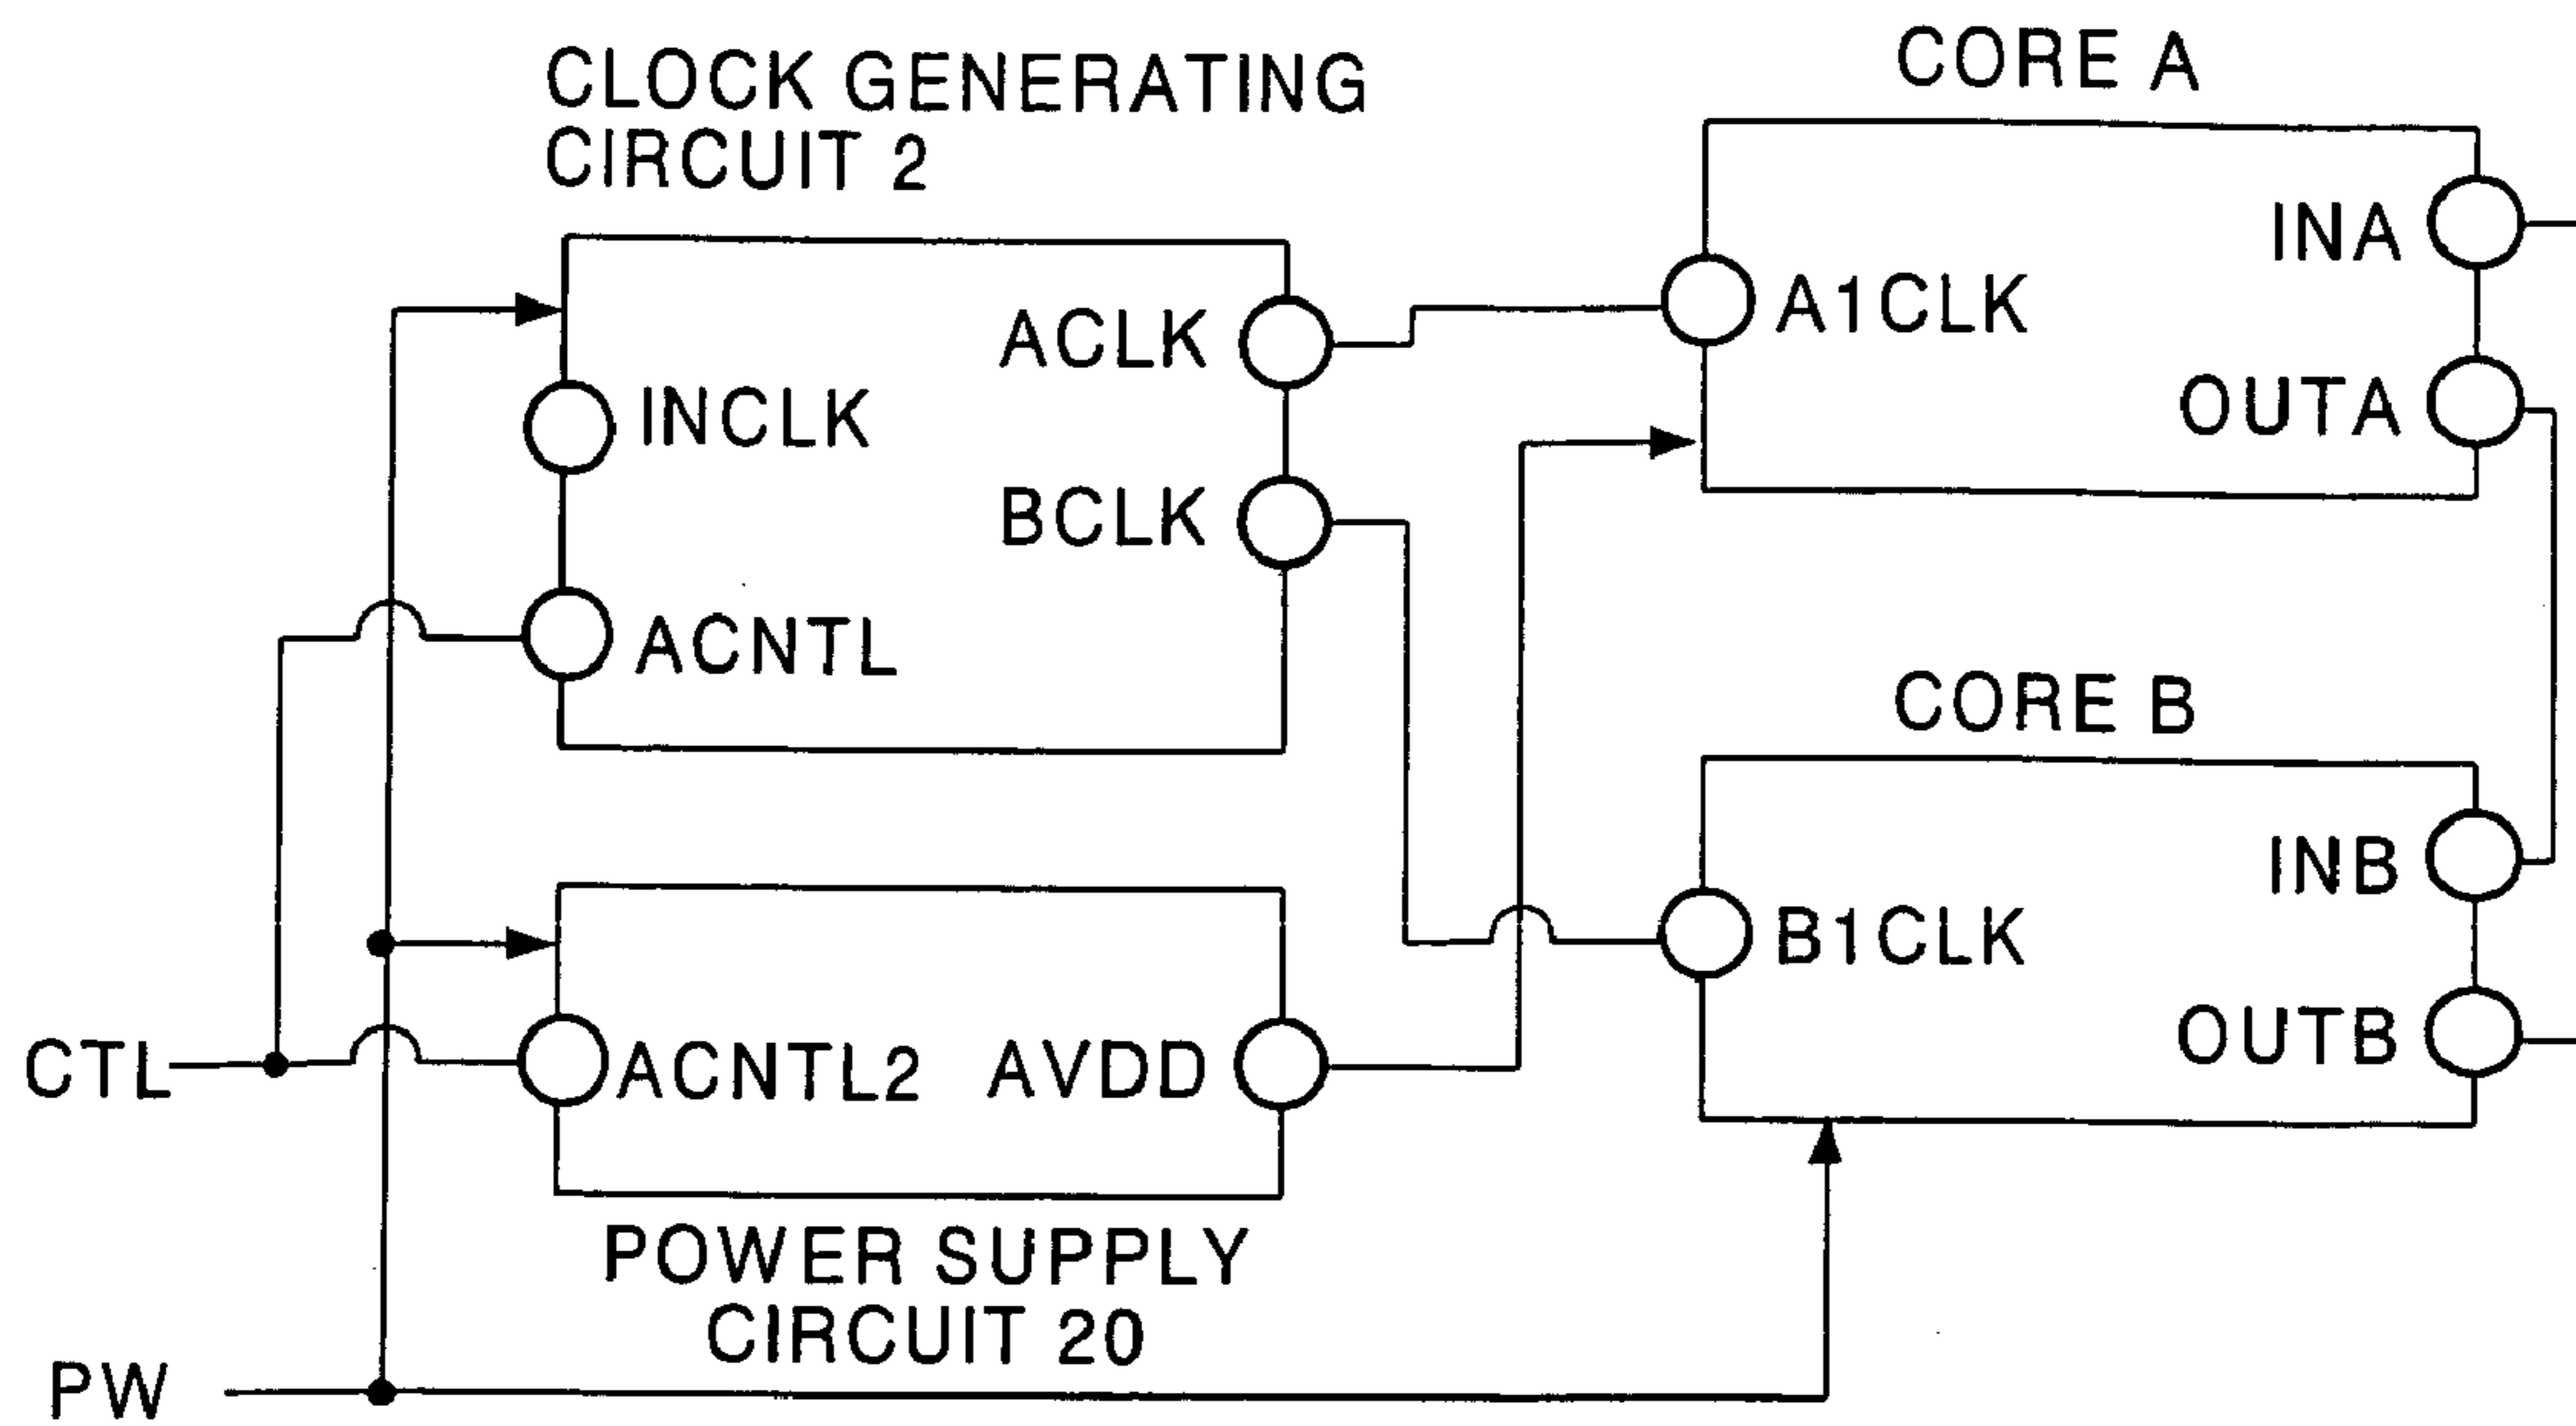 CLOCK GENERATING
CIRCUIT 2
CORE A
INCLK
ACLK
BCLK
ACNTL
A1CLK
INA
OUTA
CORE B
B1CLK
INB
OUTB
CTL
ACNTL2
AVDD
POWER SUPPLY
CIRCUIT 20
PW